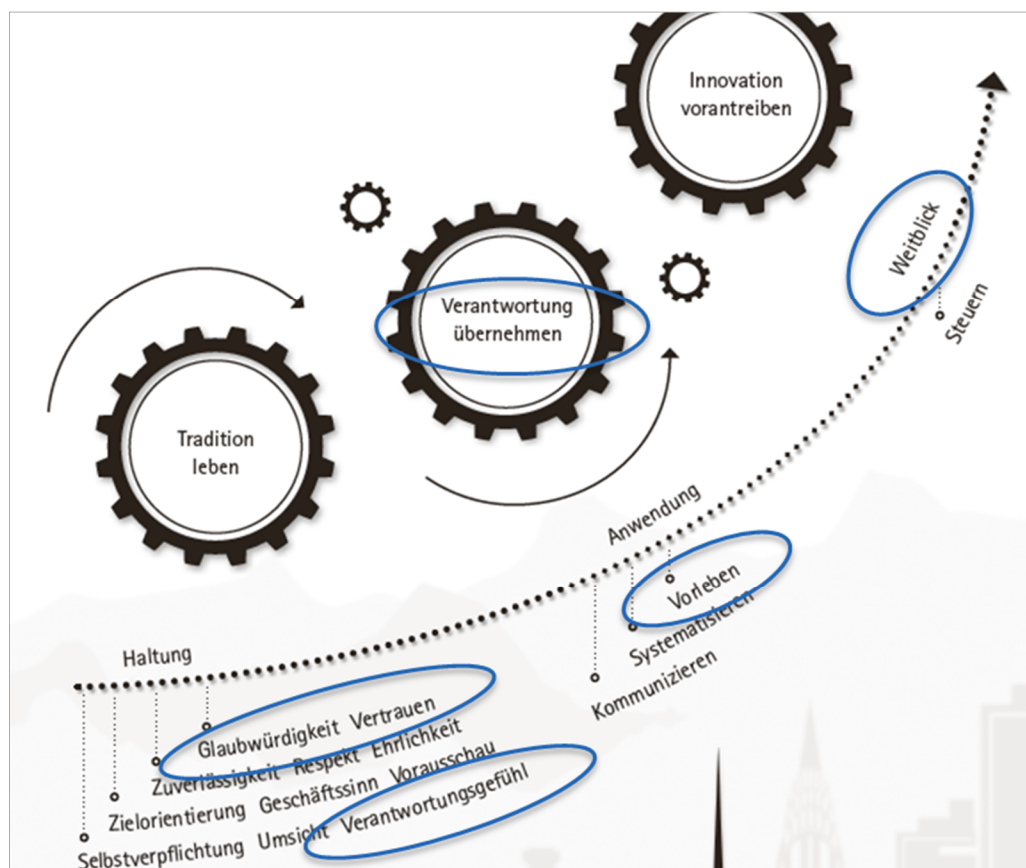 Innovation
vorantreiben
Weitblick
Steuern
Verantwortung
übernehmen
Tradition
leben
Anwendung
Vorleben
Systematisieren
Kommunizieren
Haltung
Glaubwürdigkeit Vertrauen
Zuverlässigkeit Respekt Ehrlichkeit
Zielorientierung Geschäftssinn Vorausschau
Selbstverpflichtung Umsicht Verantwortungsgefühl